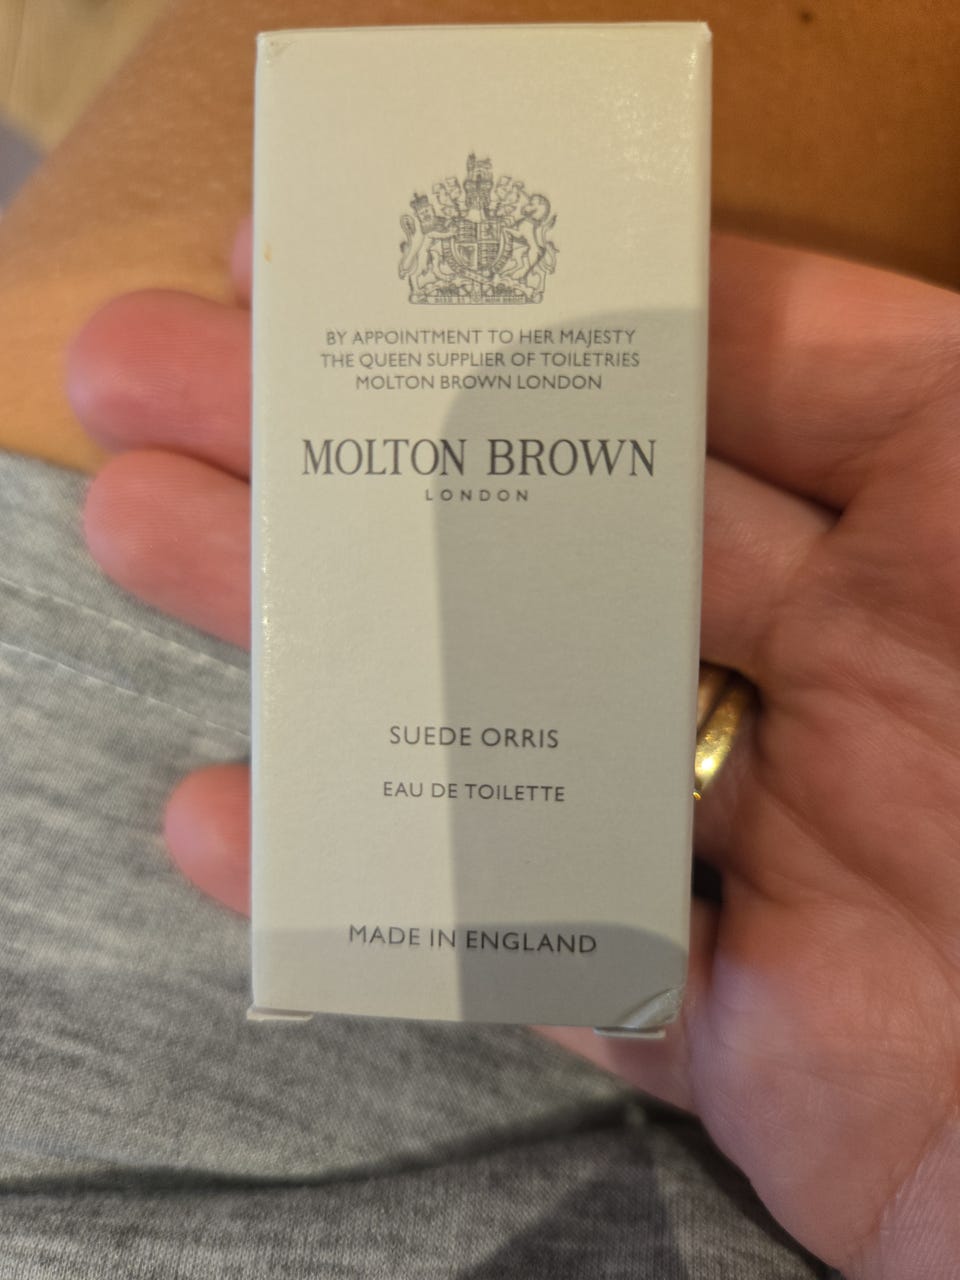 BY APPOINTMENT TO HER MAJESTY
THE QUEEN SUPPLIER OF TOILETRIES
MOLTON BROWN LONDON
MOLTON BROWN
LONDON
SUEDE ORRIS
EAU DE TOILETTE
MADE IN ENGLAND